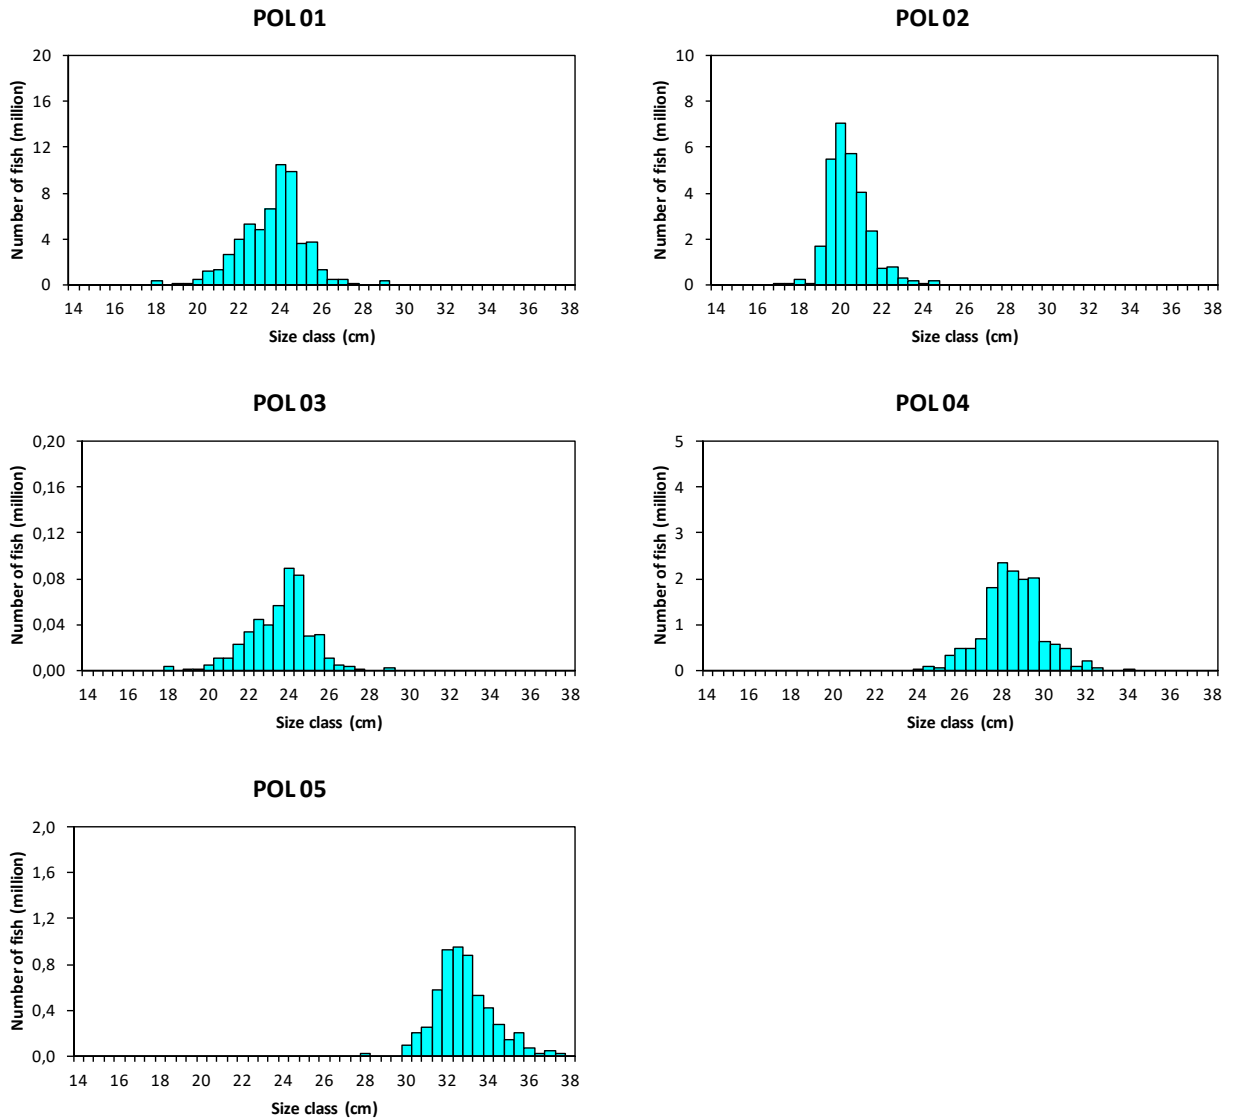 POL 01
Number of fish (million)
20
16
12
8
4
0
14 16 18 20 22 24 26 28 30 32 34 36 38
Size class (cm)
POL 02
Number of fish (million)
10
8
6
4
2
0
14 16 18 20 22 24 26 28 30 32 34 36 38
Size class (cm)
POL 03
Number of fish (million)
0,20
0,16
0,12
0,08
0,04
0,00
14 16 18 20 22 24 26 28 30 32 34 36 38
Size class (cm)
POL 04
Number of fish (million)
5
4
3
2
1
0
14 16 18 20 22 24 26 28 30 32 34 36 38
Size class (cm)
POL 05
Number of fish (million)
2,0
1,6
1,2
0,8
0,4
0,0
14 16 18 20 22 24 26 28 30 32 34 36 38
Size class (cm)